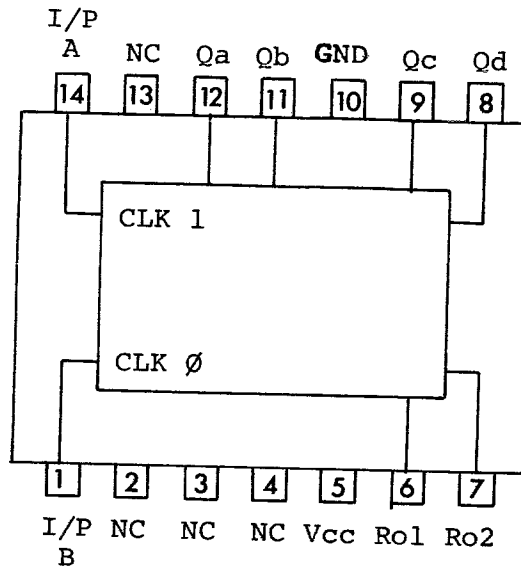 I/P
A NC Qa Qb GND Qc Qd
14 13 12 11 10 9 8
CLK 1
CLK Ø
1 2 3 4 5 6 7
I/P NC NC NC Vcc Ro1 Ro2
B